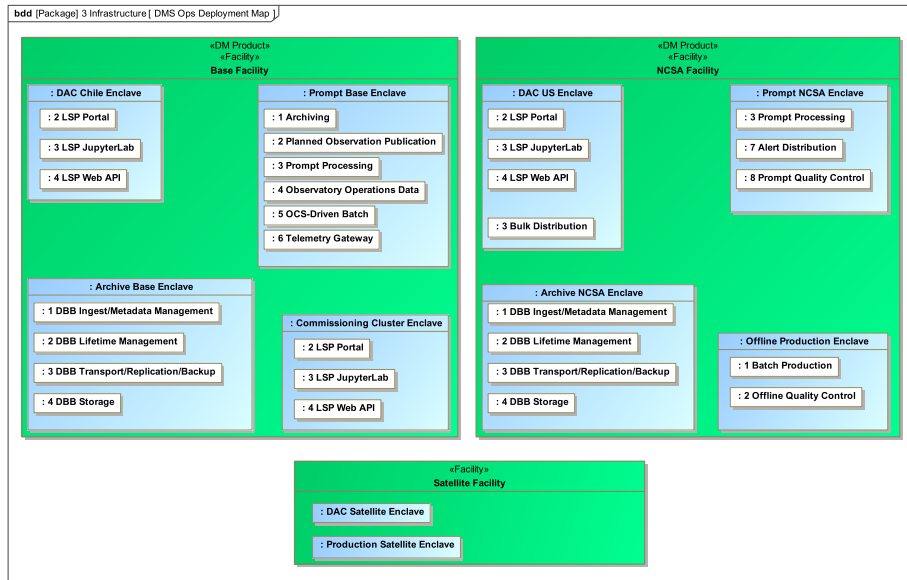 bdd [Package] 3 Infrastructure [ DMS Ops Deployment Map ]
«DM Product»
«Facility»
Base Facility
: DAC Chile Enclave
: 2 LSP Portal
: 3 LSP JupyterLab
: 4 LSP Web API
: Prompt Base Enclave
: 1 Archiving
: 2 Planned Observation Publication
: 3 Prompt Processing
: 4 Observatory Operations Data
: 5 OCS-Driven Batch
: 6 Telemetry Gateway
: Archive Base Enclave
: 1 DBB Ingest/Metadata Management
: 2 DBB Lifetime Management
: 3 DBB Transport/Replication/Backup
: 4 DBB Storage
: Commissioning Cluster Enclave
: 2 LSP Portal
: 3 LSP JupyterLab
: 4 LSP Web API
«DM Product»
«Facility»
NCSA Facility
: DAC US Enclave
: 2 LSP Portal
: 3 LSP JupyterLab
: 4 LSP Web API
: 3 Bulk Distribution
: Prompt NCSA Enclave
: 3 Prompt Processing
: 7 Alert Distribution
: 8 Prompt Quality Control
: Archive NCSA Enclave
: 1 DBB Ingest/Metadata Management
: 2 DBB Lifetime Management
: 3 DBB Transport/Replication/Backup
: 4 DBB Storage
: Offline Production Enclave
: 1 Batch Production
: 2 Offline Quality Control
«Facility»
Satellite Facility
: DAC Satellite Enclave
: Production Satellite Enclave